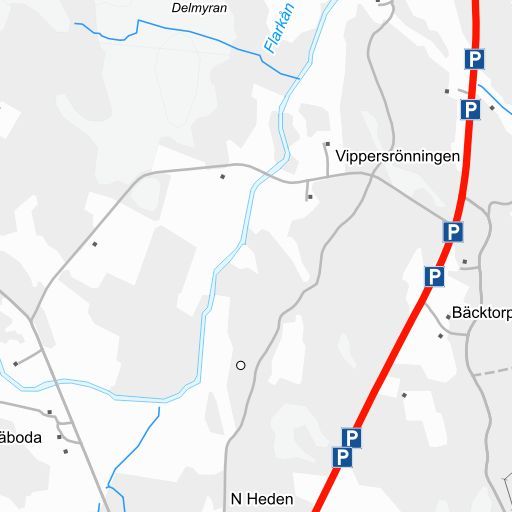 Delmyran
Flarkån
P
P
Vippersrönningen
P
P
Bäcktorp
äboda
P
P
N Heden